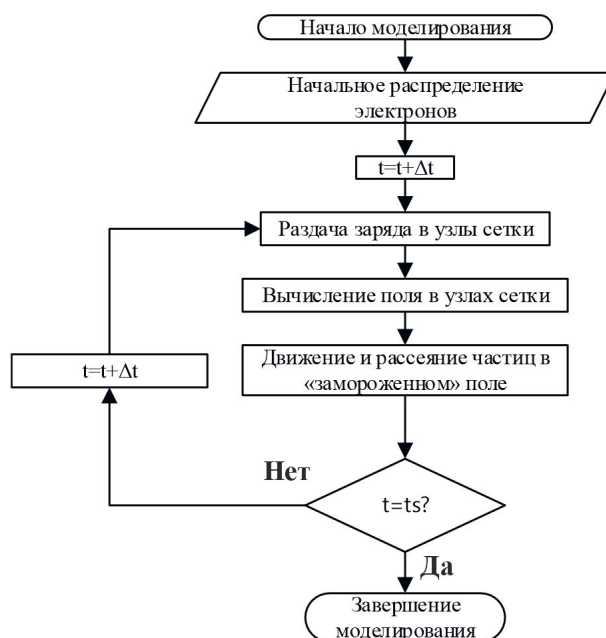 Начало моделирования
Начальное распределение
электронов
t=t+Δt
Раздача заряда в узлы сетки
Вычисление поля в узлах сетки
Движение и рассеяние частиц в
«замороженном» поле
t=t+Δt
Нет
t=ts?
Да
Завершение
моделирования